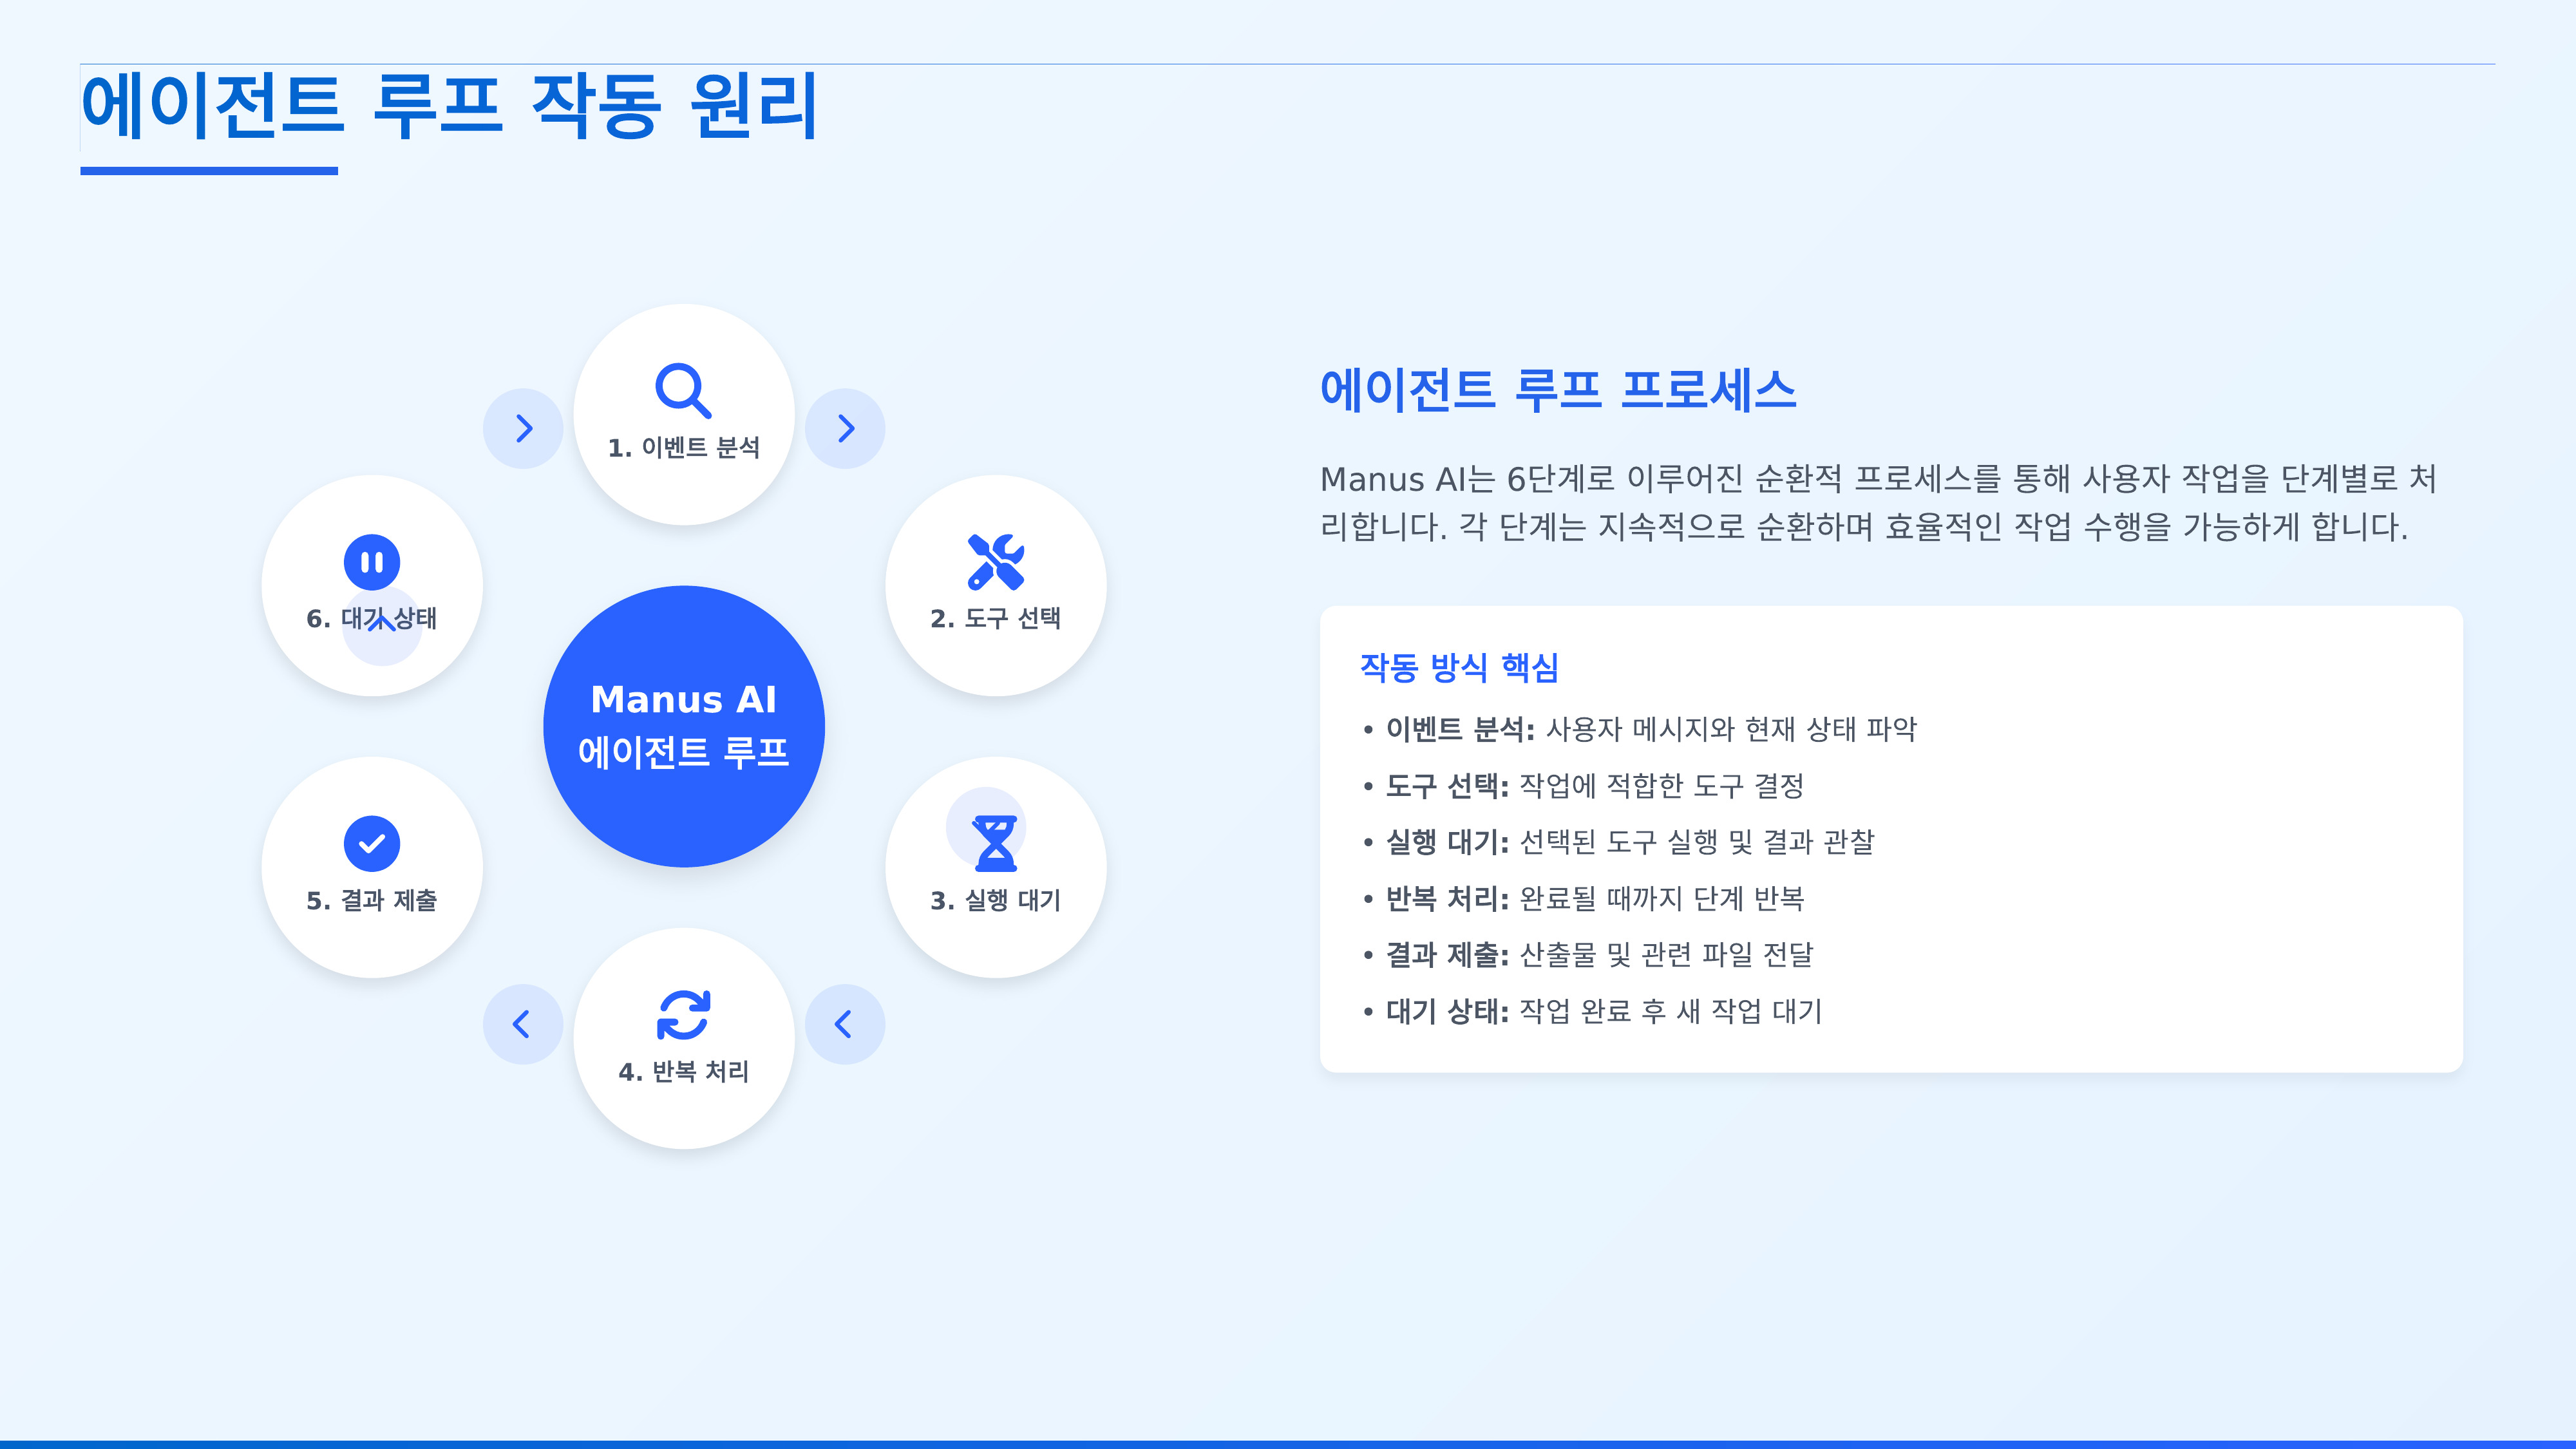 에이전트 루프 작동 원리
1. 이벤트 분석
6. 대기 상태
2. 도구 선택
Manus AI
에이전트 루프
5. 결과 제출
3. 실행 대기
4. 반복 처리
에이전트 루프 프로세스
Manus AI는 6단계로 이루어진 순환적 프로세스를 통해 사용자 작업을 단계별로 처
리합니다. 각 단계는 지속적으로 순환하며 효율적인 작업 수행을 가능하게 합니다.
작동 방식 핵심
• 이벤트 분석: 사용자 메시지와 현재 상태 파악
• 도구 선택: 작업에 적합한 도구 결정
• 실행 대기: 선택된 도구 실행 및 결과 관찰
• 반복 처리: 완료될 때까지 단계 반복
• 결과 제출: 산출물 및 관련 파일 전달
• 대기 상태: 작업 완료 후 새 작업 대기